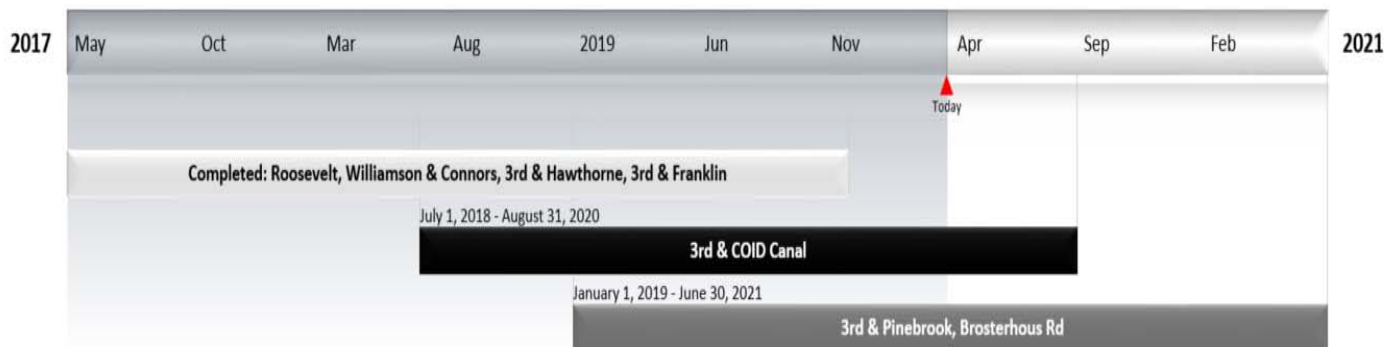 2017 May Oct Mar Aug 2019 Jun Nov Apr Sep Feb 2021
Today
Completed: Roosevelt, Williamson & Connors, 3rd & Hawthorne, 3rd & Franklin
July 1, 2018 - August 31, 2020
3rd & COID Canal
January 1, 2019 - June 30, 2021
3rd & Pinebrook, Brosterhous Rd